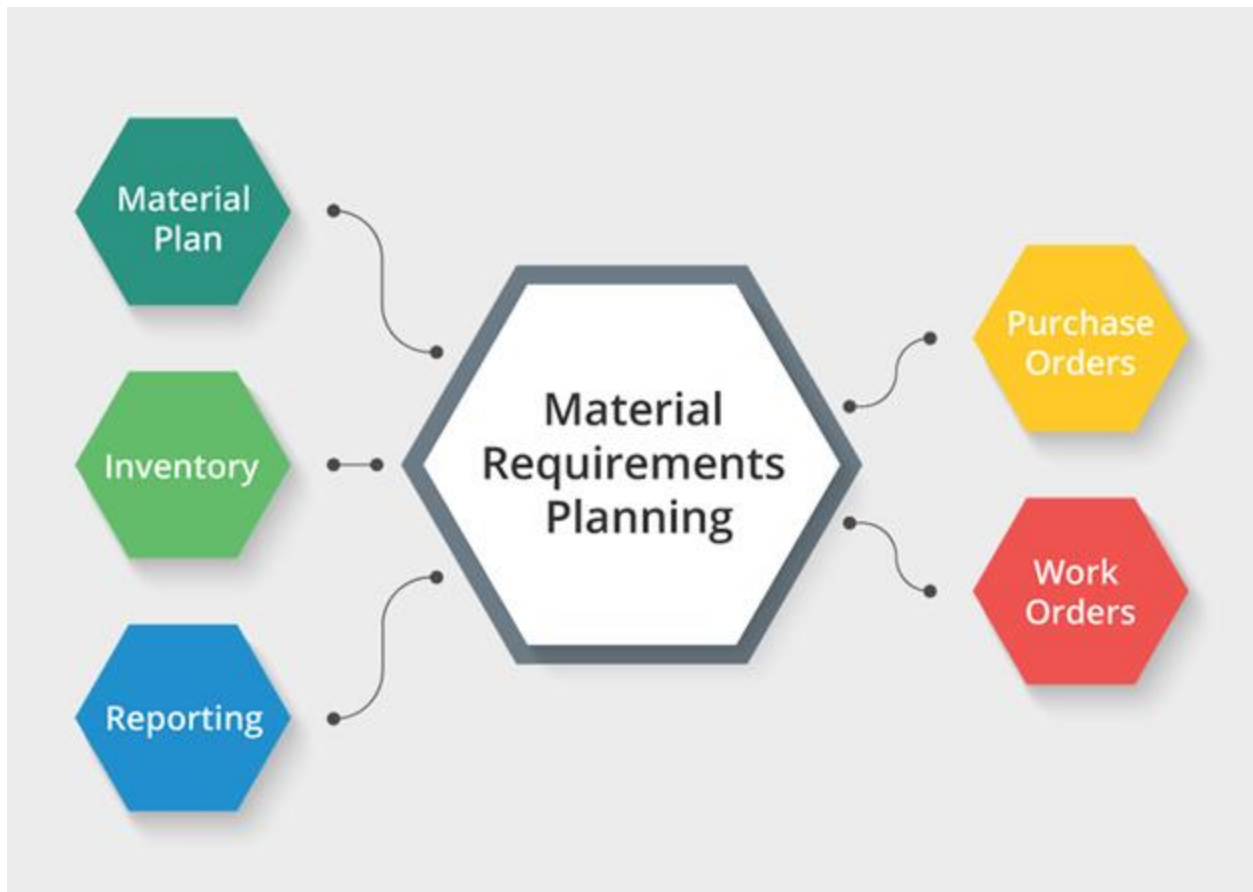 Material
Plan
Inventory
Reporting
Material
Requirements
Planning
Purchase
Orders
Work
Orders